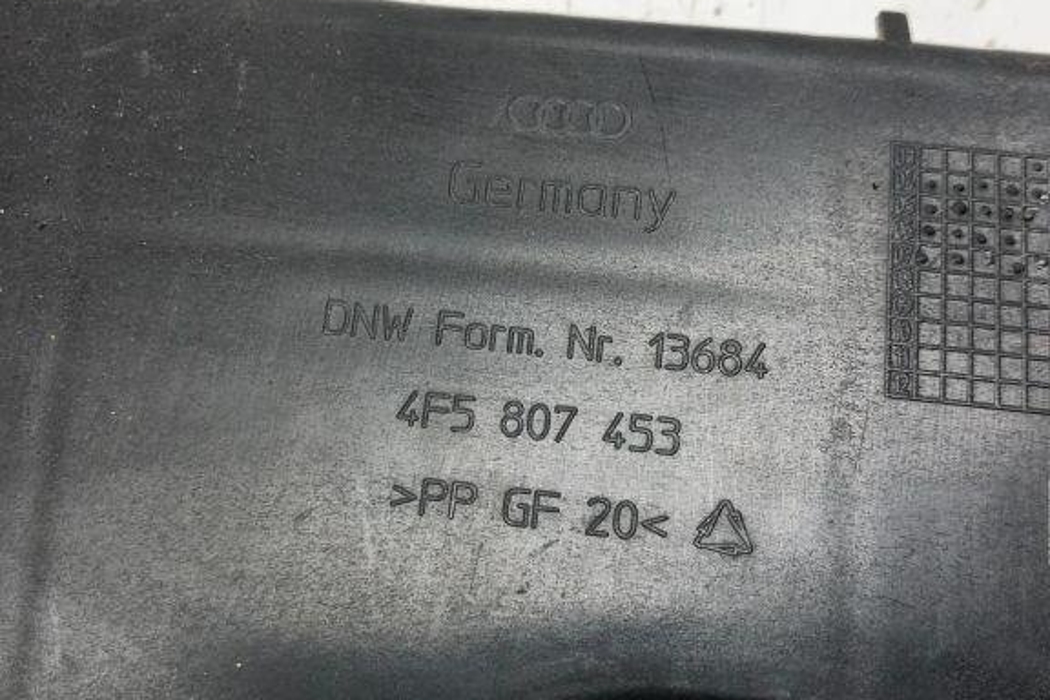 Germany
DNW Form. Nr. 13684
4F5 807 453
>PP GF 20<